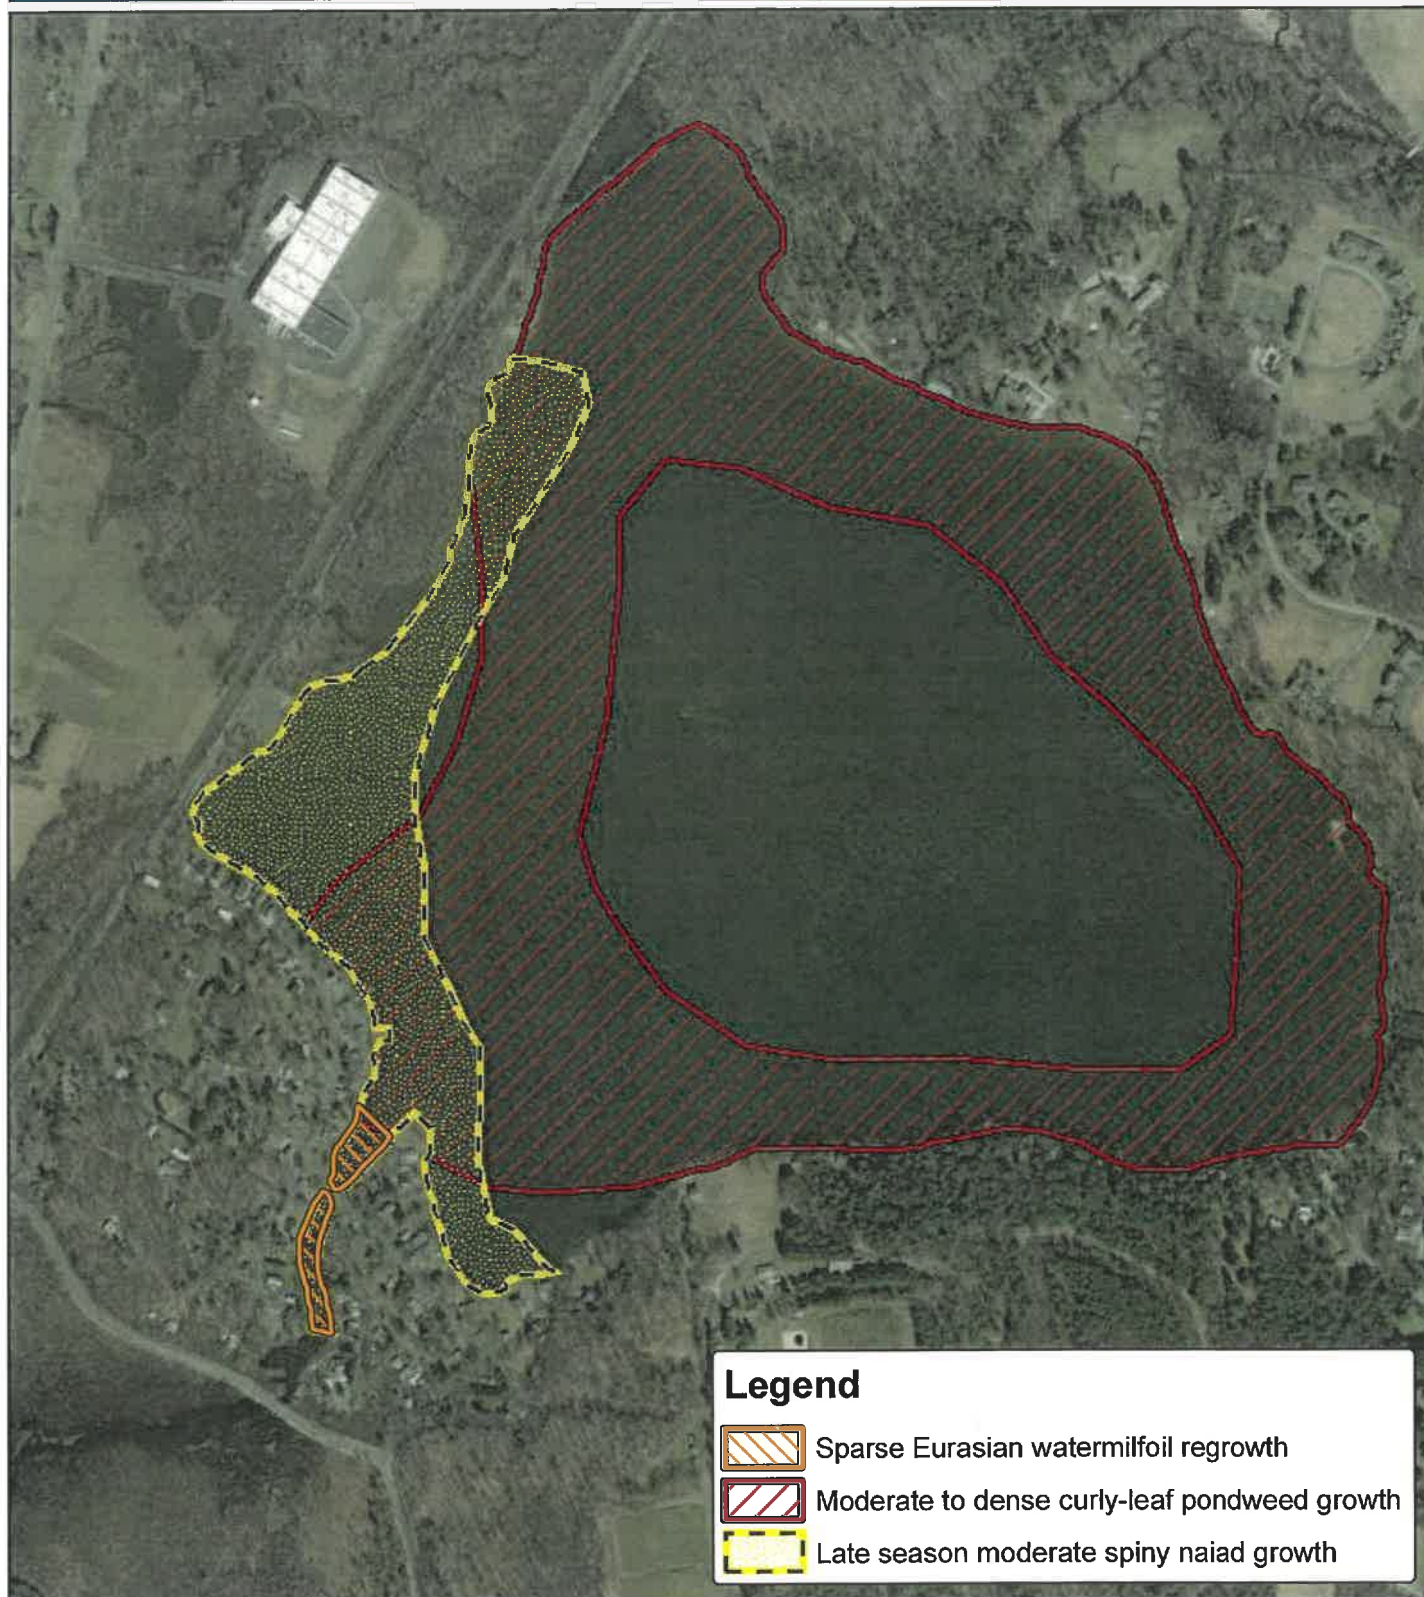 Legend
Sparse Eurasian watermilfoil regrowth
Moderate to dense curly-leaf pondweed growth
Late season moderate spiny naiad growth